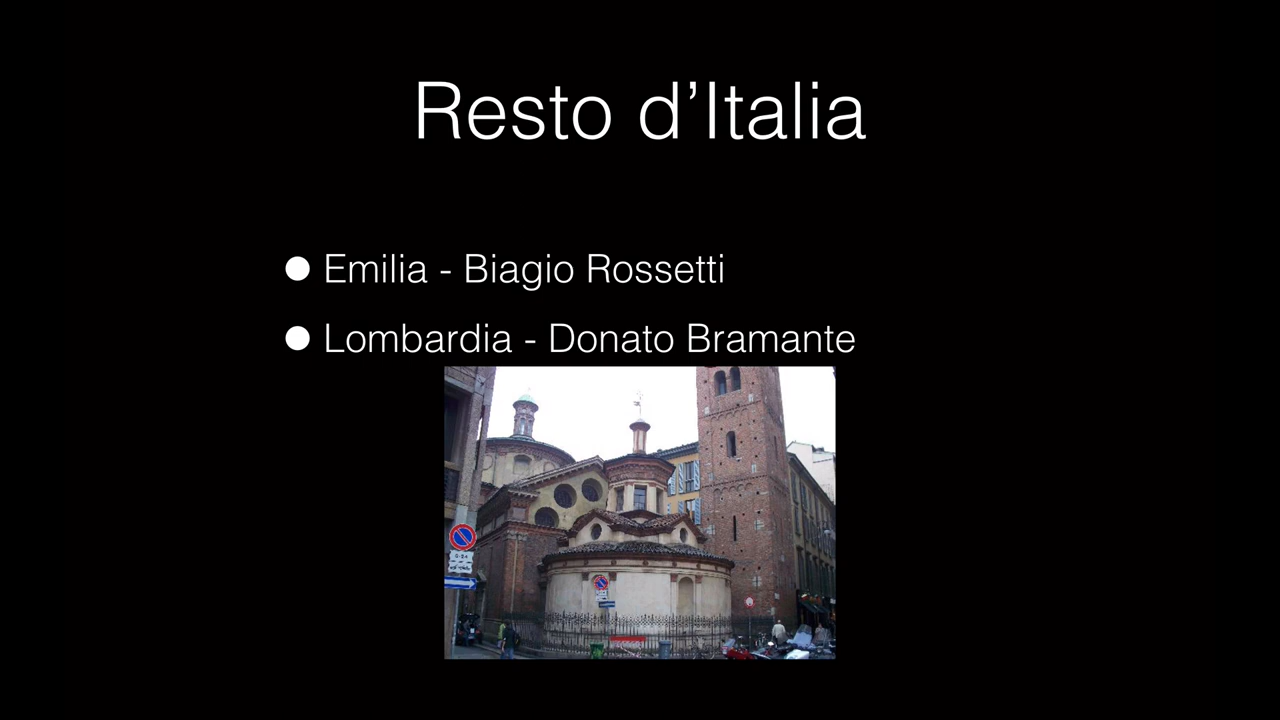 Resto d’Italia
● Emilia - Biagio Rossetti
● Lombardia - Donato Bramante